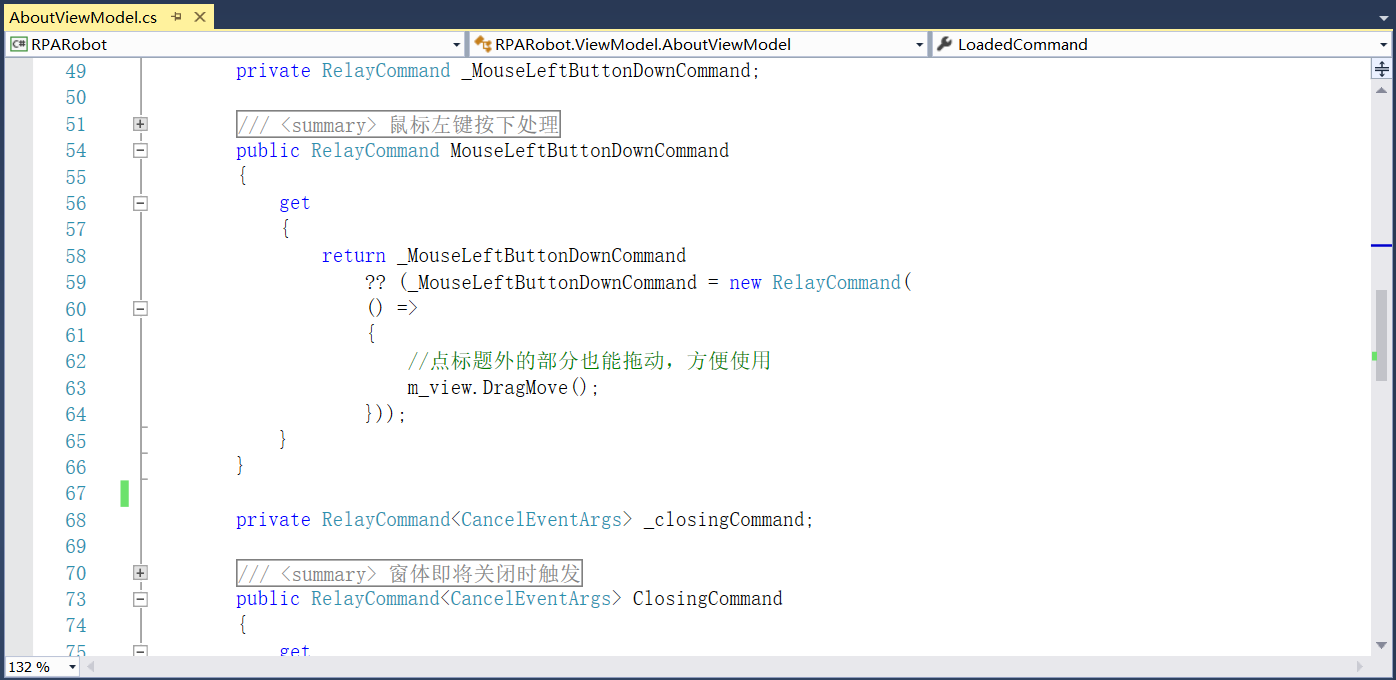 AboutViewModel.cs
RPARobot
RPARobot.ViewModel.AboutViewModel
LoadedCommand
49 private RelayCommand _MouseLeftButtonDownCommand;
50
51 /// <summary> 鼠标左键按下处理
54 public RelayCommand MouseLeftButtonDownCommand
55 {
56 get
57 {
58 return _MouseLeftButtonDownCommand
59 ?? (_MouseLeftButtonDownCommand = new RelayCommand(
60 () =>
61 {
62 //点标题外的部分也能拖动，方便使用
63 m_view.DragMove();
64 }));
65 }
66 }
67
68 private RelayCommand<CancelEventArgs> _closingCommand;
69
70 /// <summary> 窗体即将关闭时触发
73 public RelayCommand<CancelEventArgs> ClosingCommand
74 {
75 get
132 %